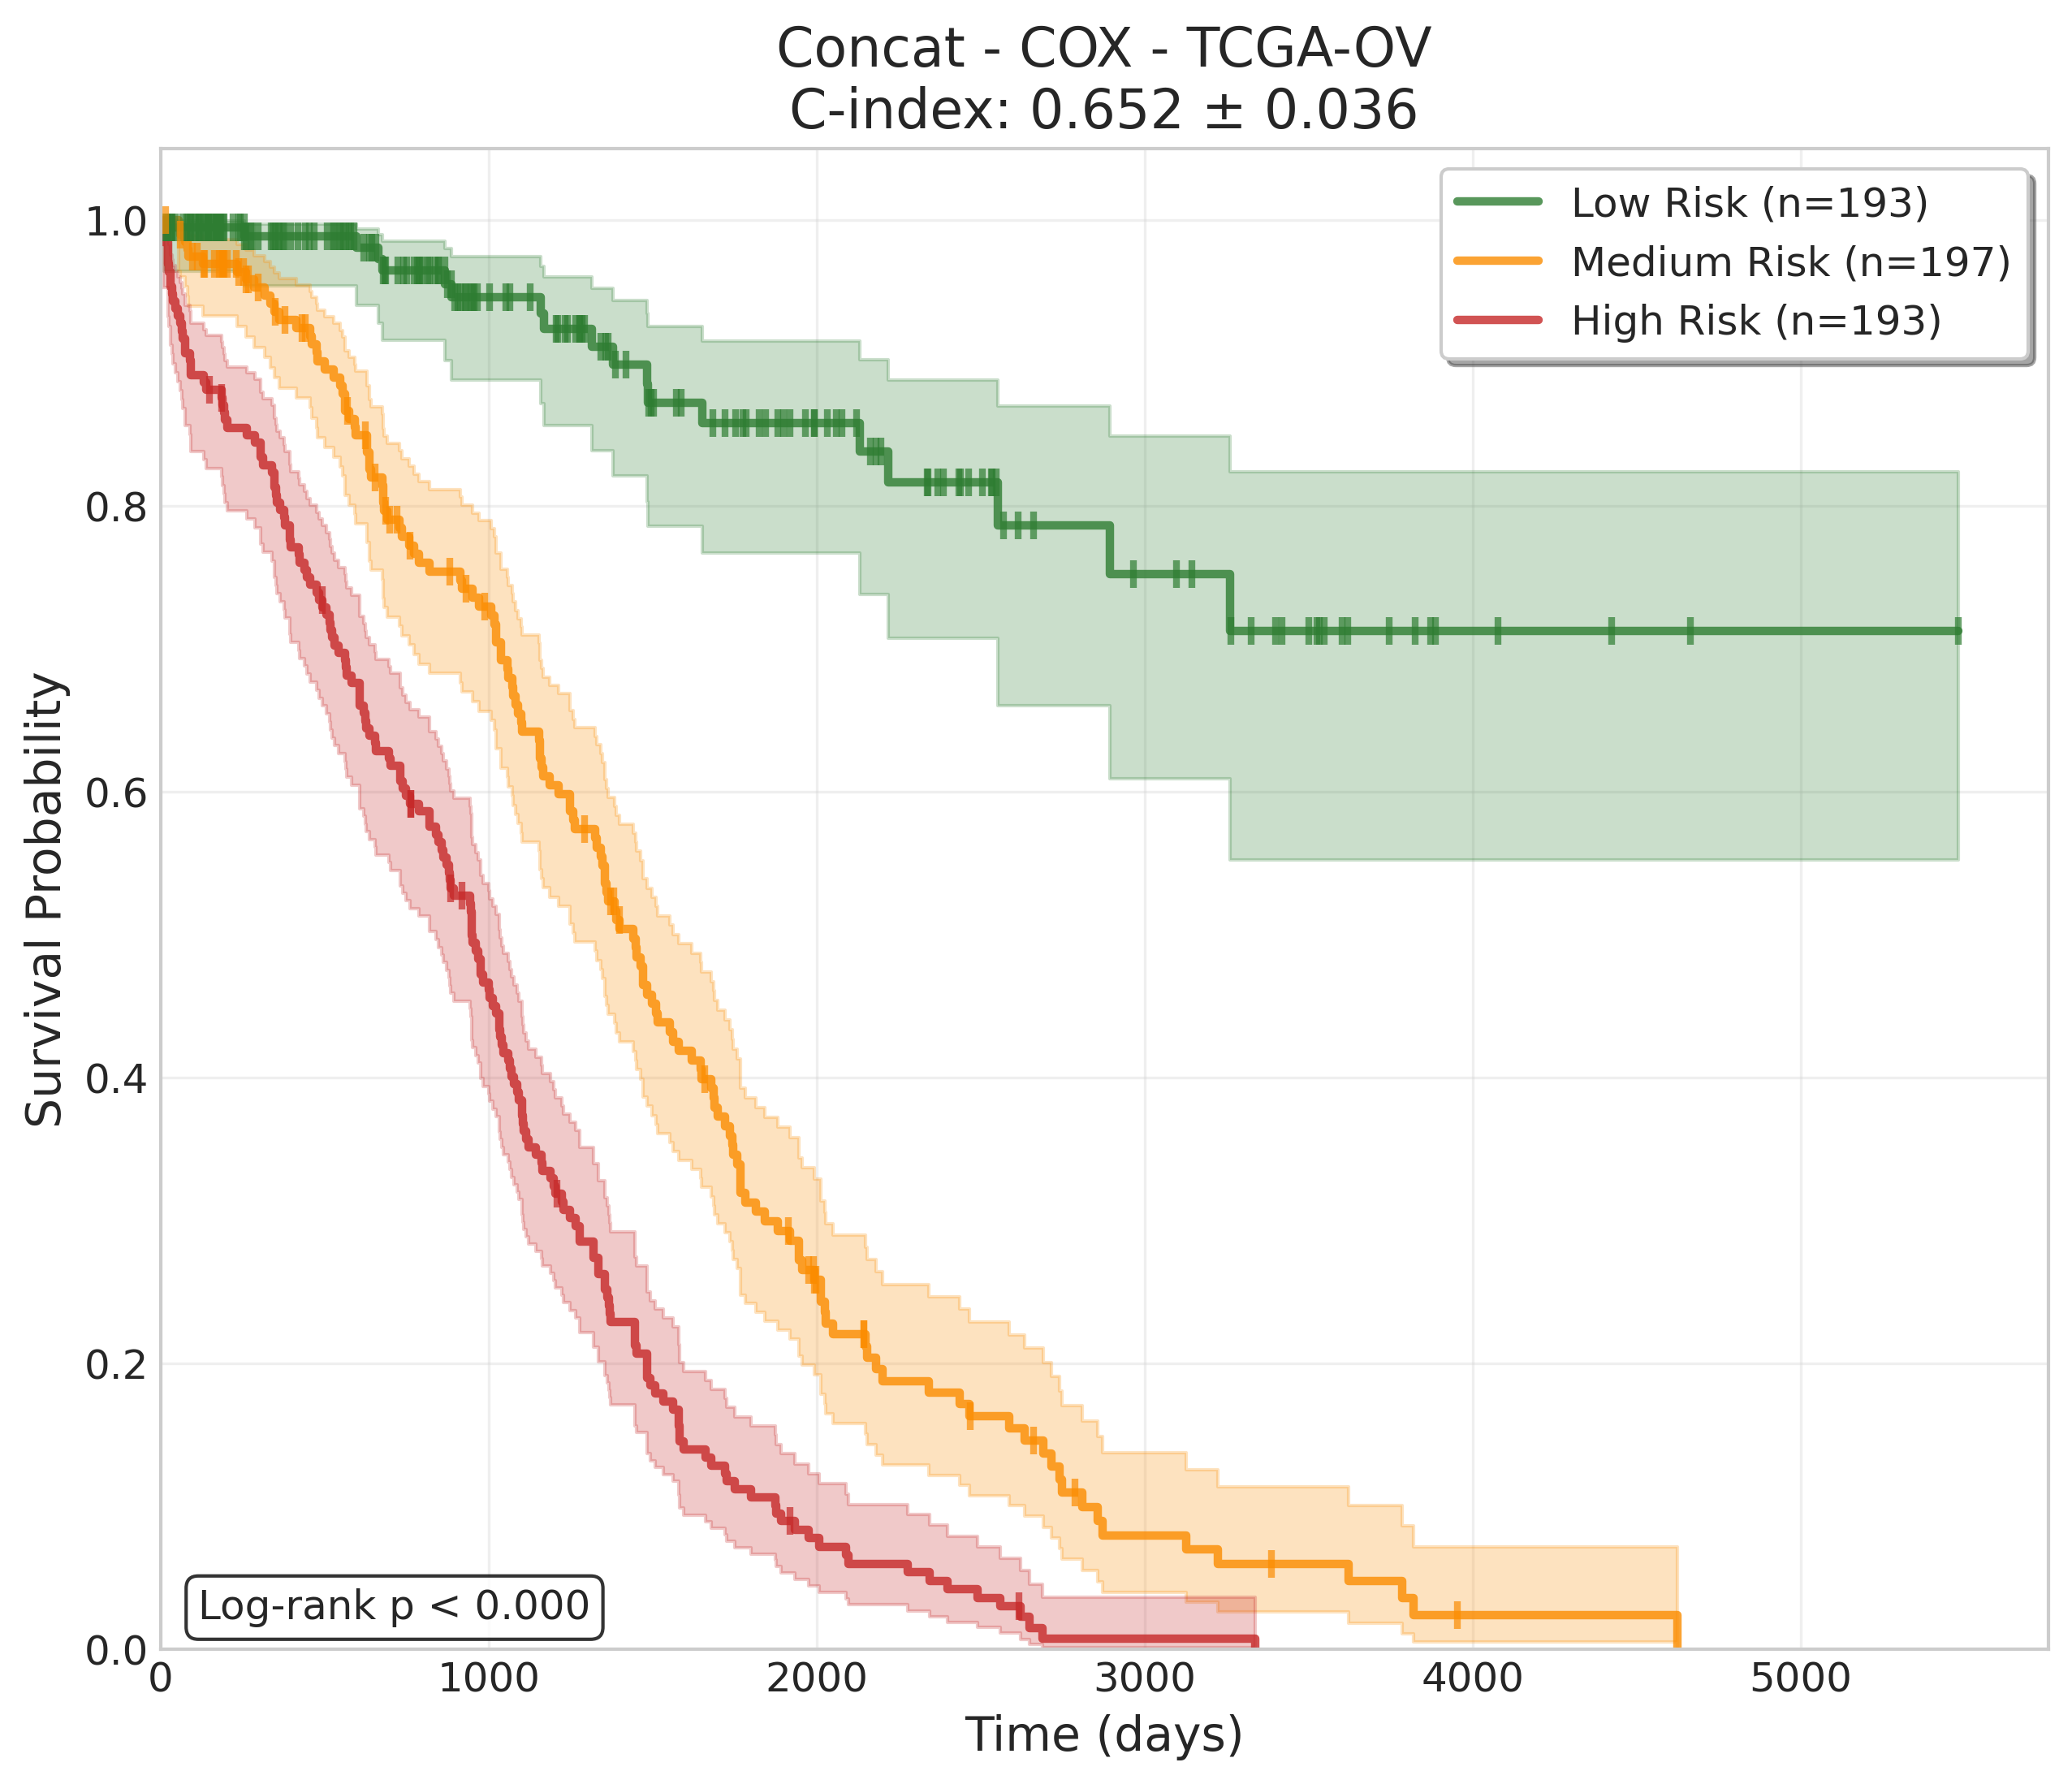 Concat - COX - TCGA-OV
C-index: 0.652 ± 0.036
Low Risk (n=193)
Medium Risk (n=197)
High Risk (n=193)
Survival Probability
1.0
0.8
0.6
0.4
0.2
0.0
Log-rank p < 0.000
0 1000 2000 3000 4000 5000
Time (days)